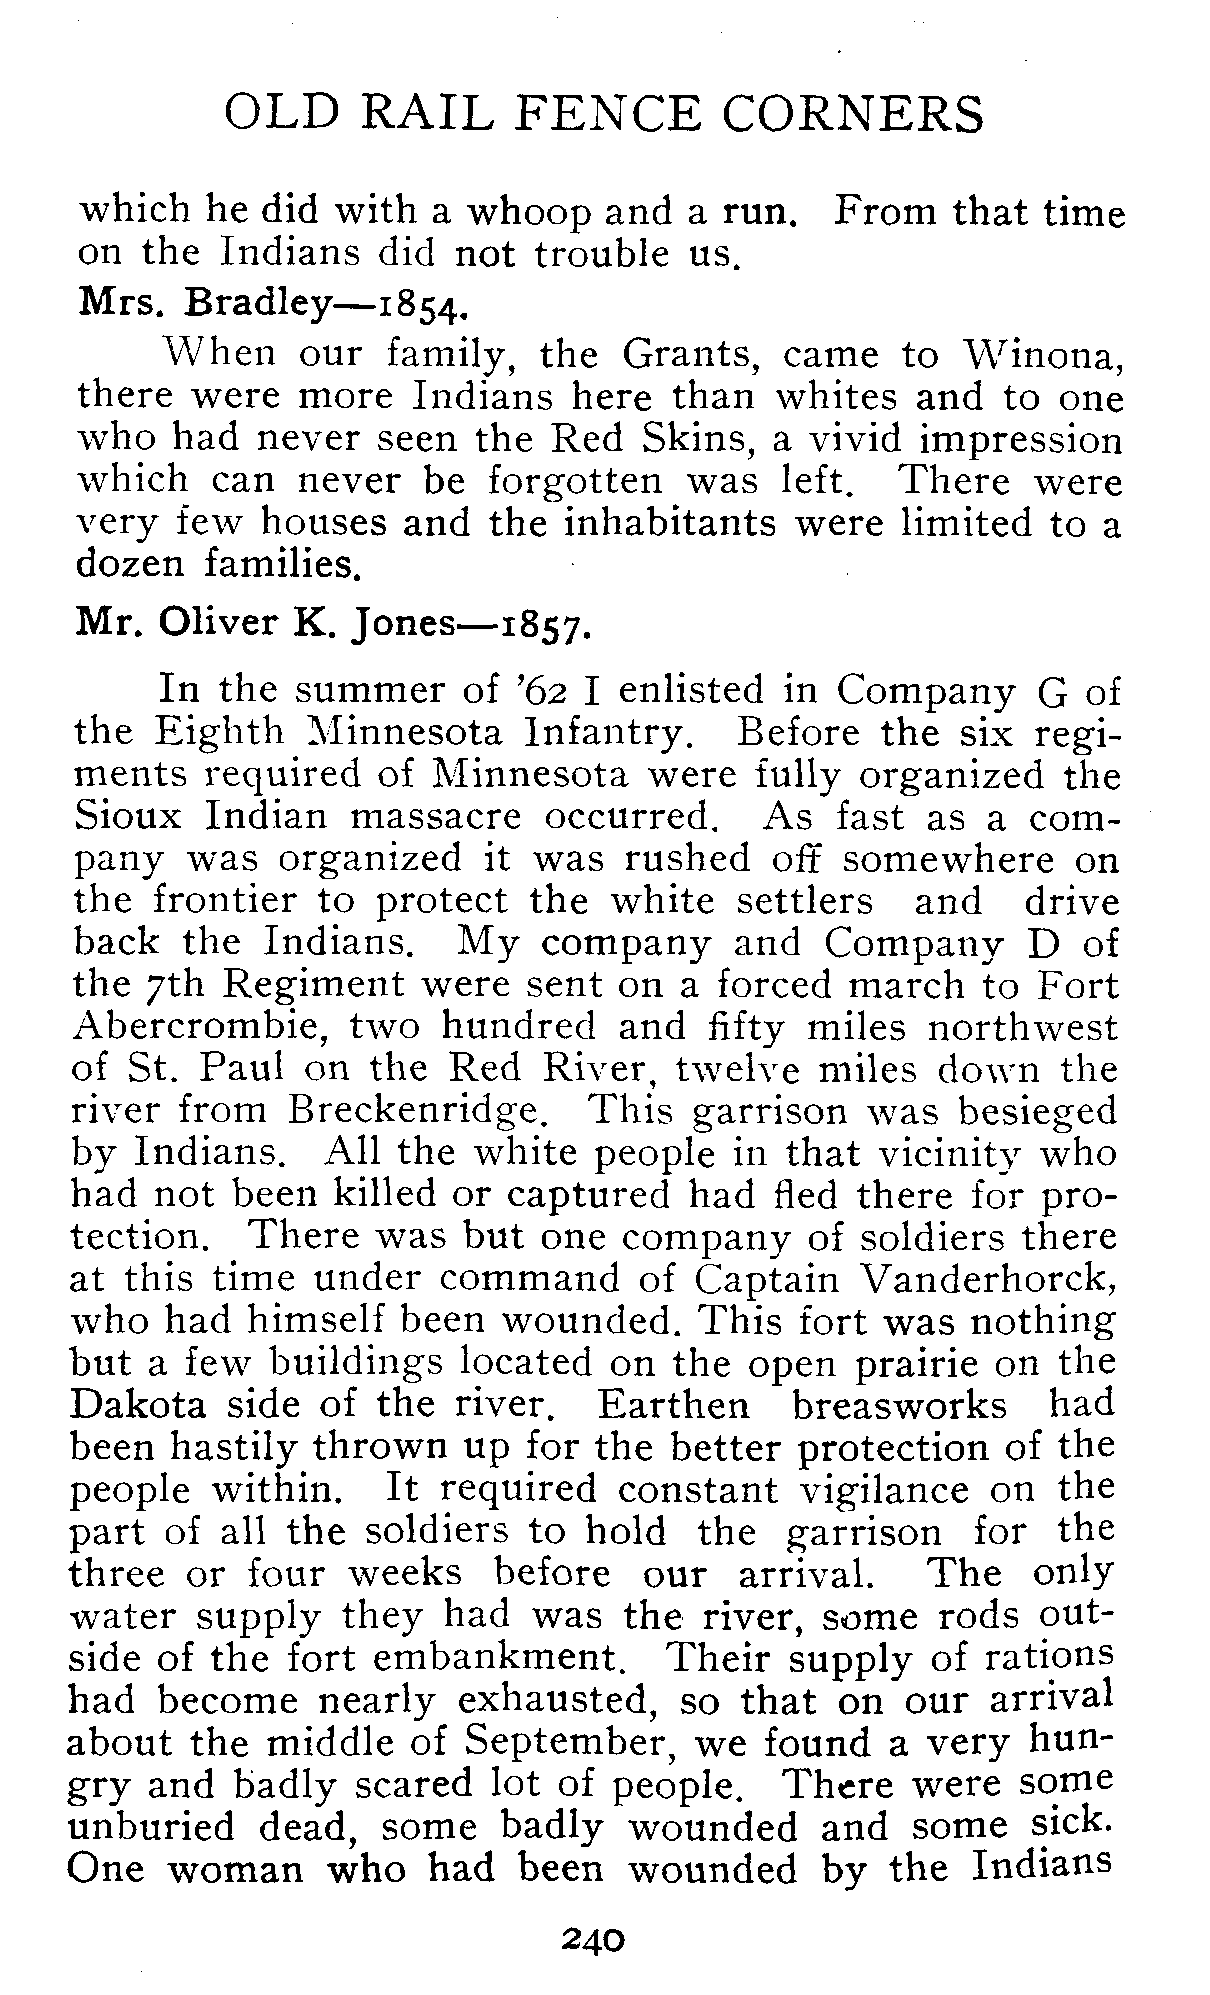 OLD RAIL FENCE CORNERS
which he did with a whoop and a run. From that time
on the Indians did not trouble us.
Mrs. Bradley—1854.
When our family, the Grants, came to Winona,
there were more Indians here than whites and to one
who had never seen the Red Skins, a vivid impression
which can never be forgotten was left. There were
very few houses and the inhabitants were limited to a
dozen families.
Mr. Oliver K. Jones—1857.
In the summer of '62 I enlisted in Company G of
the Eighth Minnesota Infantry. Before the six regi-
ments required of Minnesota were fully organized the
Sioux Indian massacre occurred. As fast as a com-
pany was organized it was rushed off somewhere on
the frontier to protect the white settlers and drive
back the Indians. My company and Company D of
the 7th Regiment were sent on a forced march to Fort
Abercrombie, two hundred and fifty miles northwest
of St. Paul on the Red River, twelve miles down the
river from Breckenridge. This garrison was besieged
by Indians. All the white people in that vicinity who
had not been killed or captured had fled there for pro-
tection. There was but one company of soldiers there
at this time under command of Captain Vanderhorck,
who had himself been wounded. This fort was nothing
but a few buildings located on the open prairie on the
Dakota side of the river. Earthen breasworks had
been hastily thrown up for the better protection of the
people within. It required constant vigilance on the
part of all the soldiers to hold the garrison for the
three or four weeks before our arrival. The only
water supply they had was the river, some rods out-
side of the fort embankment. Their supply of rations
had become nearly exhausted, so that on our arrival
about the middle of September, we found a very hun-
gry and badly scared lot of people. There were some
unburied dead, some badly wounded and some sick.
One woman who had been wounded by the Indians
240